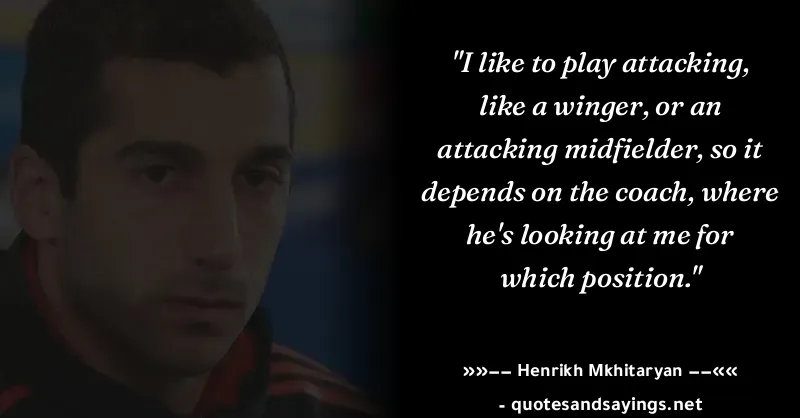 "I like to play attacking,
like a winger, or an
attacking midfielder, so it
depends on the coach, where
he's looking at me for
which position."
»»−− Henrikh Mkhitaryan −−««
- quotesandsayings.net